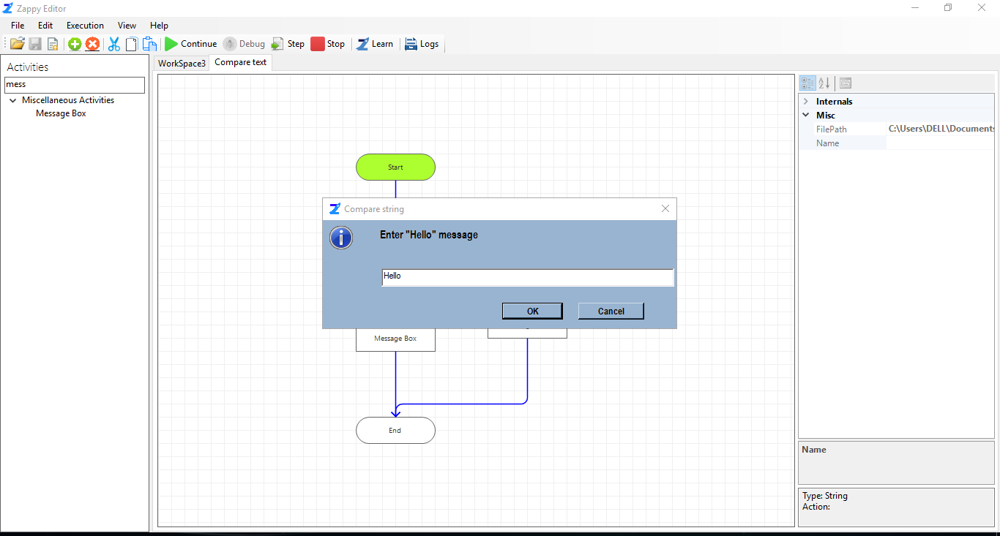 Zappy Editor
File Edit Execution View Help
Continue Debug Step Stop Learn Logs
Activities
mess
Miscellaneous Activities
Message Box
WorkSpace3 Compare text
Start
Compare string
Enter "Hello" message
Hello
OK Cancel
Message Box
End
Internals
Misc
FilePath C:\Users\DELL\Documents
Name
Name
Type: String
Action: